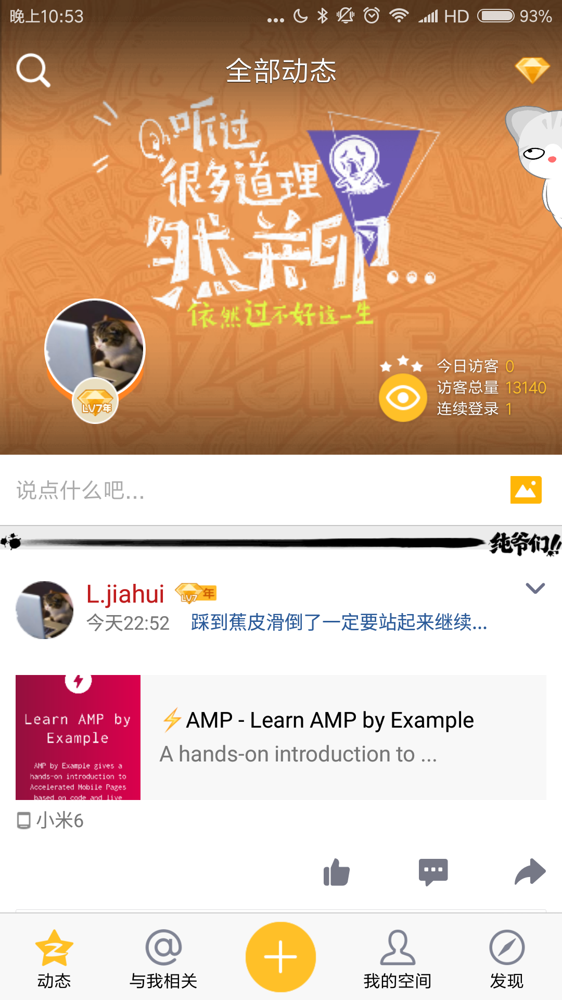 晚上10:53
HD
93%
全部动态
听过
很多道理
然并卵...
依然过不好这一生
LV7年
今日访客 0
访客总量 13140
连续登录 1
说点什么吧...
纯爷们!!
L.jiahui
LV7年
今天22:52 踩到蕉皮滑倒了一定要站起来继续...
Learn AMP by
Example
AMP by Example gives a
hands-on introduction to
Accelerated Mobile Pages
based on code and live
⚡AMP - Learn AMP by Example
A hands-on introduction to ...
小米6
动态
与我相关
我的空间
发现